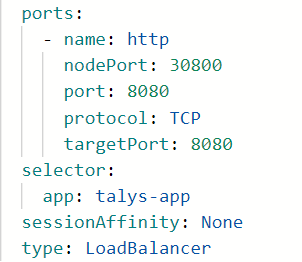 ports:
  - name: http
    nodePort: 30800
    port: 8080
    protocol: TCP
    targetPort: 8080
selector:
  app: talys-app
sessionAffinity: None
type: LoadBalancer